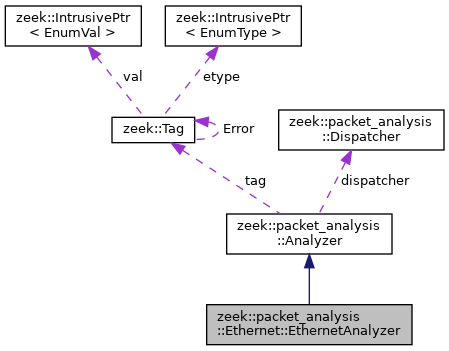 zeek::IntrusivePtr
< EnumVal >
zeek::IntrusivePtr
< EnumType >
val
etype
zeek::Tag
Error
zeek::packet_analysis
::Dispatcher
tag
dispatcher
zeek::packet_analysis
::Analyzer
zeek::packet_analysis
::Ethernet::EthernetAnalyzer